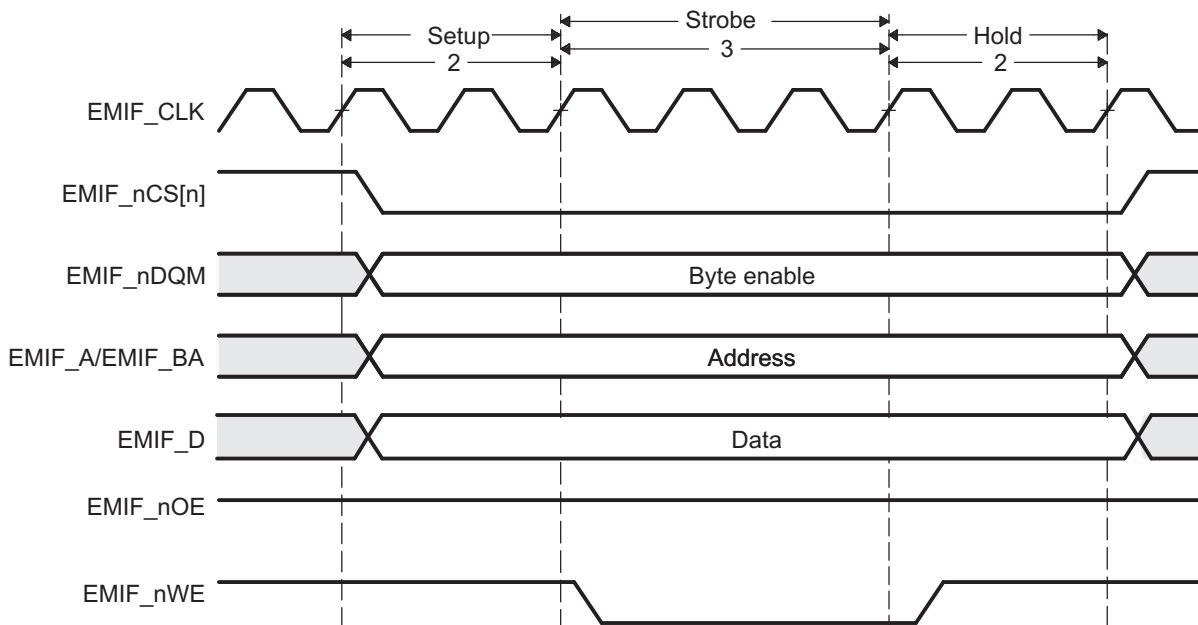 Setup
Strobe
Hold
2
3
2
EMIF_CLK
EMIF_nCS[n]
EMIF_nDQM
Byte enable
EMIF_A/EMIF_BA
Address
EMIF_D
Data
EMIF_nOE
EMIF_nWE